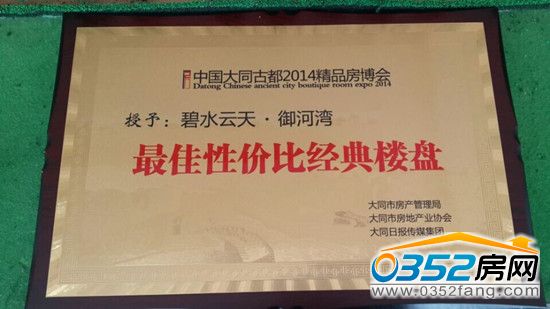 中国大同古都2014精品房博会
Datong Chinese ancient city boutique room expo 2014
授予：碧水云天·御河湾
最佳性价比经典楼盘
大同市房产管理局
大同市房地产业协会
大同日报传媒集团
0352房网
www.0352fang.com